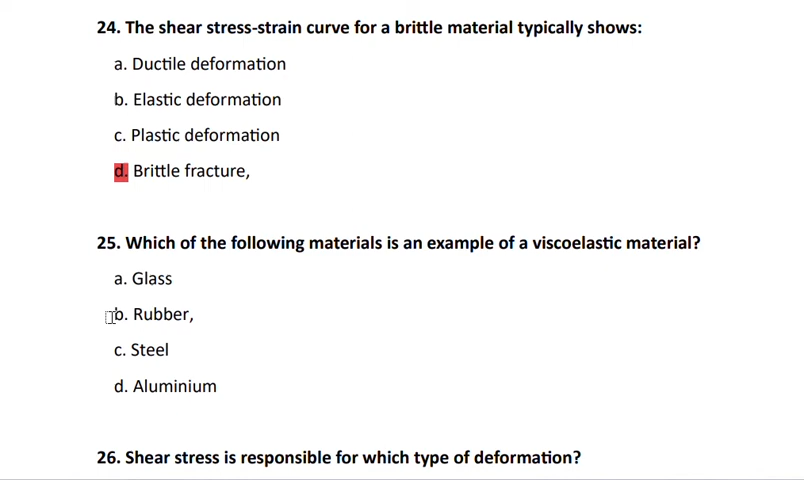 24. The shear stress-strain curve for a brittle material typically shows:
a. Ductile deformation
b. Elastic deformation
c. Plastic deformation
d. Brittle fracture,
25. Which of the following materials is an example of a viscoelastic material?
a. Glass
b. Rubber,
c. Steel
d. Aluminium
26. Shear stress is responsible for which type of deformation?